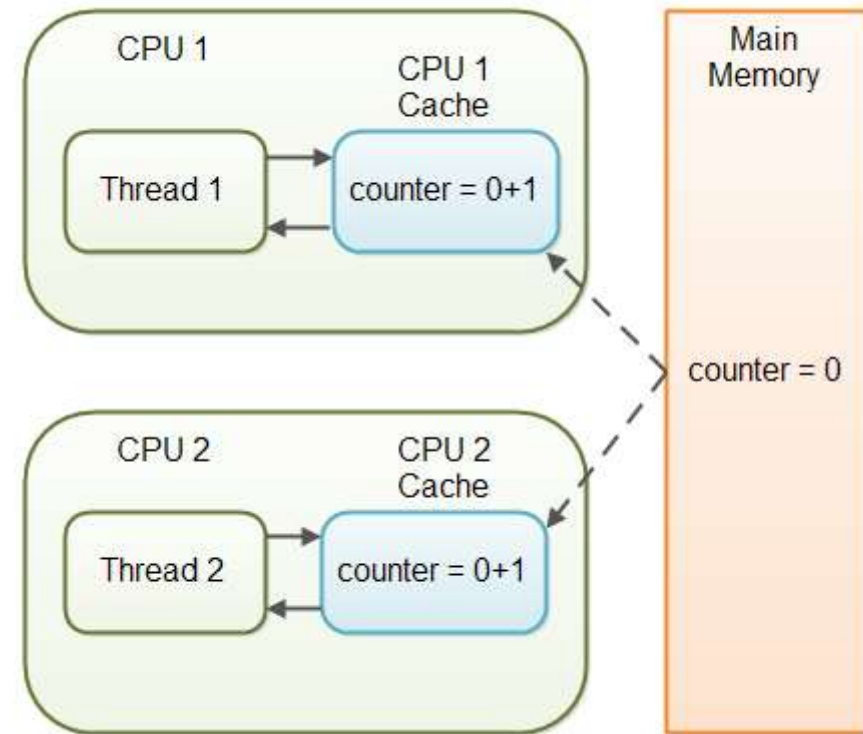 CPU 1
CPU 1
Cache
Thread 1
counter = 0+1
Main
Memory
counter = 0
CPU 2
CPU 2
Cache
Thread 2
counter = 0+1